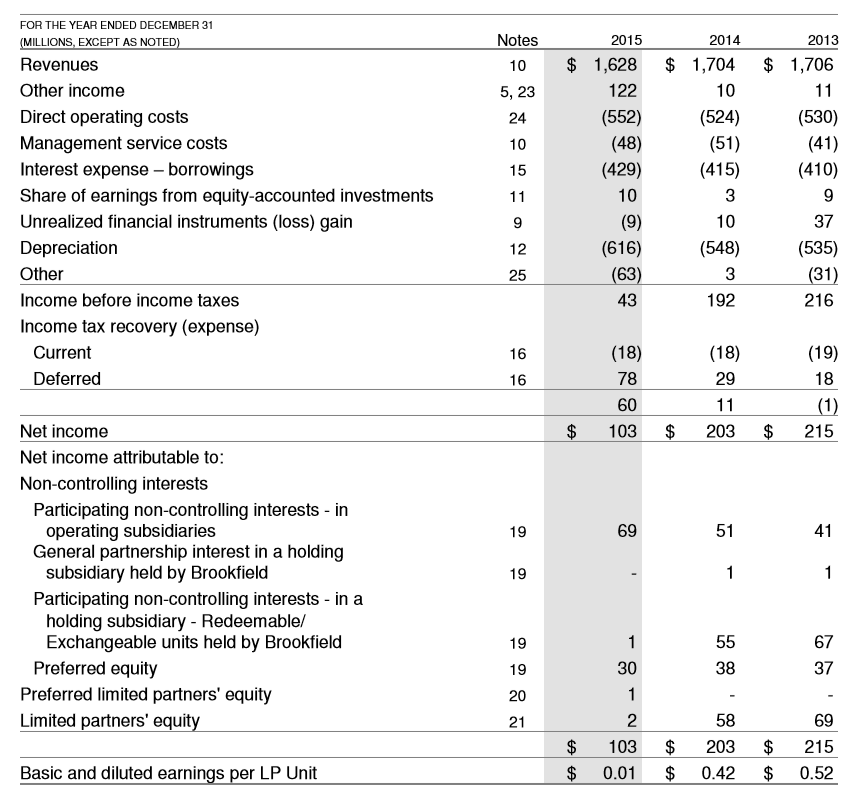 FOR THE YEAR ENDED DECEMBER 31
(MILLIONS, EXCEPT AS NOTED) Notes 2015 2014 2013
Revenues 10 $ 1,628 $ 1,704 $ 1,706
Other income 5, 23 122 10 11
Direct operating costs 24 (552) (524) (530)
Management service costs 10 (48) (51) (41)
Interest expense – borrowings 15 (429) (415) (410)
Share of earnings from equity-accounted investments 11 10 3 9
Unrealized financial instruments (loss) gain 9 (9) 10 37
Depreciation 12 (616) (548) (535)
Other 25 (63) 3 (31)
Income before income taxes 43 192 216
Income tax recovery (expense)
Current 16 (18) (18) (19)
Deferred 16 78 29 18
60 11 (1)
Net income $ 103 $ 203 $ 215
Net income attributable to:
Non-controlling interests
Participating non-controlling interests - in
operating subsidiaries 19 69 51 41
General partnership interest in a holding
subsidiary held by Brookfield 19 - 1 1
Participating non-controlling interests - in a
holding subsidiary - Redeemable/
Exchangeable units held by Brookfield 19 1 55 67
Preferred equity 19 30 38 37
Preferred limited partners' equity 20 1 - -
Limited partners' equity 21 2 58 69
$ 103 $ 203 $ 215
Basic and diluted earnings per LP Unit $ 0.01 $ 0.42 $ 0.52